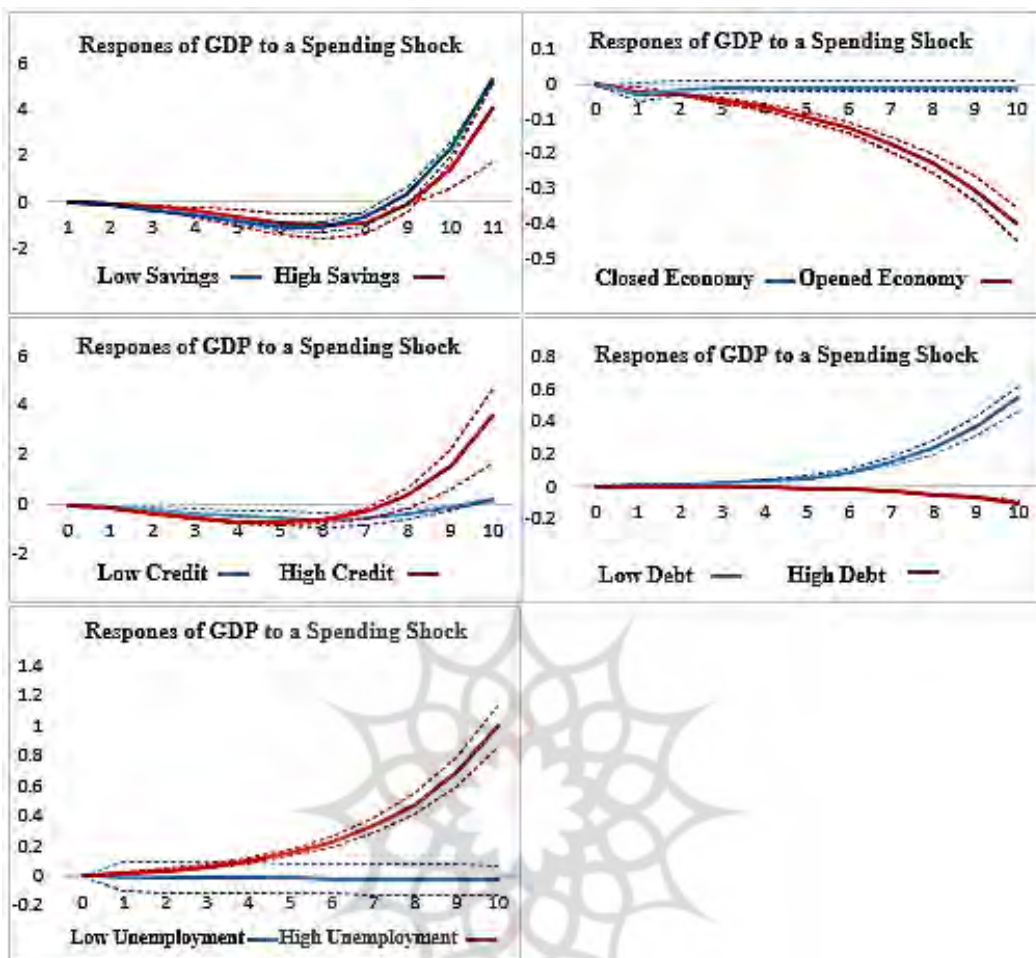 Respones of GDP to a Spending Shock
6
4
2
0
-2
1 2 3 4 5 6 7 8 9 10 11
Low Savings High Savings
Respones of GDP to a Spending Shock
0.1
0
-0.1
-0.2
-0.3
-0.4
-0.5
0 1 2 3 4 5 6 7 8 9 10
Closed Economy Opened Economy
Respones of GDP to a Spending Shock
6
4
2
0
-2
0 1 2 3 4 5 6 7 8 9 10
Low Credit High Credit
Respones of GDP to a Spending Shock
0.8
0.6
0.4
0.2
0
-0.2
0 1 2 3 4 5 6 7 8 9 10
Low Debt High Debt
Respones of GDP to a Spending Shock
1.4
1.2
1
0.8
0.6
0.4
0.2
0
-0.2
0 1 2 3 4 5 6 7 8 9 10
Low Unemployment High Unemployment